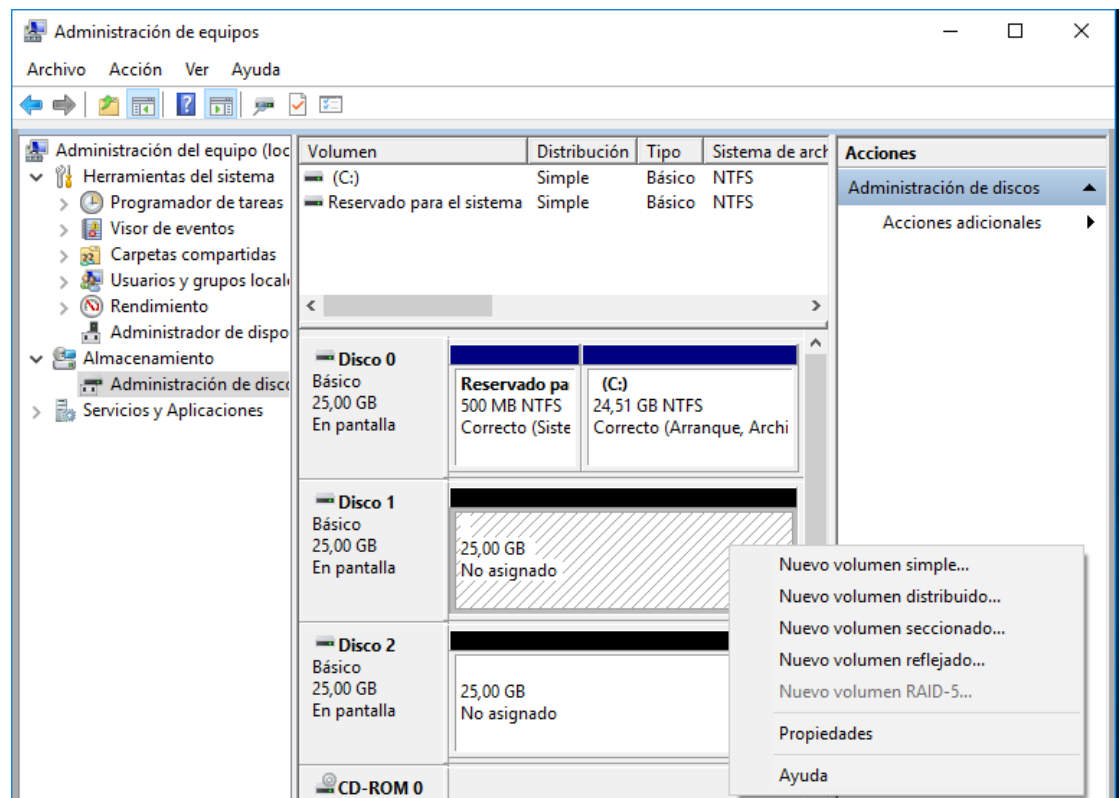 Administración de equipos
Archivo Acción Ver Ayuda
Administración del equipo (loc
Herramientas del sistema
Programador de tareas
Visor de eventos
Carpetas compartidas
Usuarios y grupos locale
Rendimiento
Administrador de dispo
Almacenamiento
Administración de disco
Servicios y Aplicaciones
Volumen Distribución Tipo Sistema de arch
(C:) Simple Básico NTFS
Reservado para el sistema Simple Básico NTFS
Disco 0
Básico
25,00 GB
En pantalla
Reservado pa
500 MB NTFS
Correcto (Siste
(C:)
24,51 GB NTFS
Correcto (Arranque, Archi
Disco 1
Básico
25,00 GB
En pantalla
25,00 GB
No asignado
Disco 2
Básico
25,00 GB
En pantalla
25,00 GB
No asignado
CD-ROM 0
Acciones
Administración de discos
Acciones adicionales
Nuevo volumen simple...
Nuevo volumen distribuido...
Nuevo volumen seccionado...
Nuevo volumen reflejado...
Nuevo volumen RAID-5...
Propiedades
Ayuda